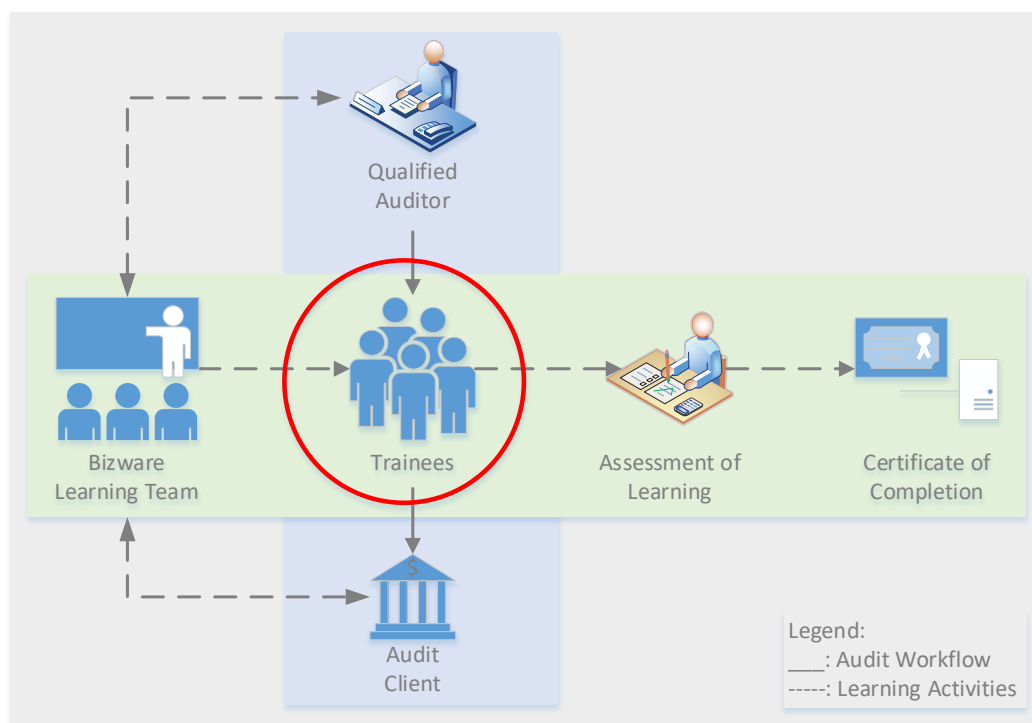 Qualified
Auditor
Bizware
Learning Team
Trainees
Assessment of
Learning
Certificate of
Completion
$
Audit
Client
Legend:
___: Audit Workflow
-----: Learning Activities